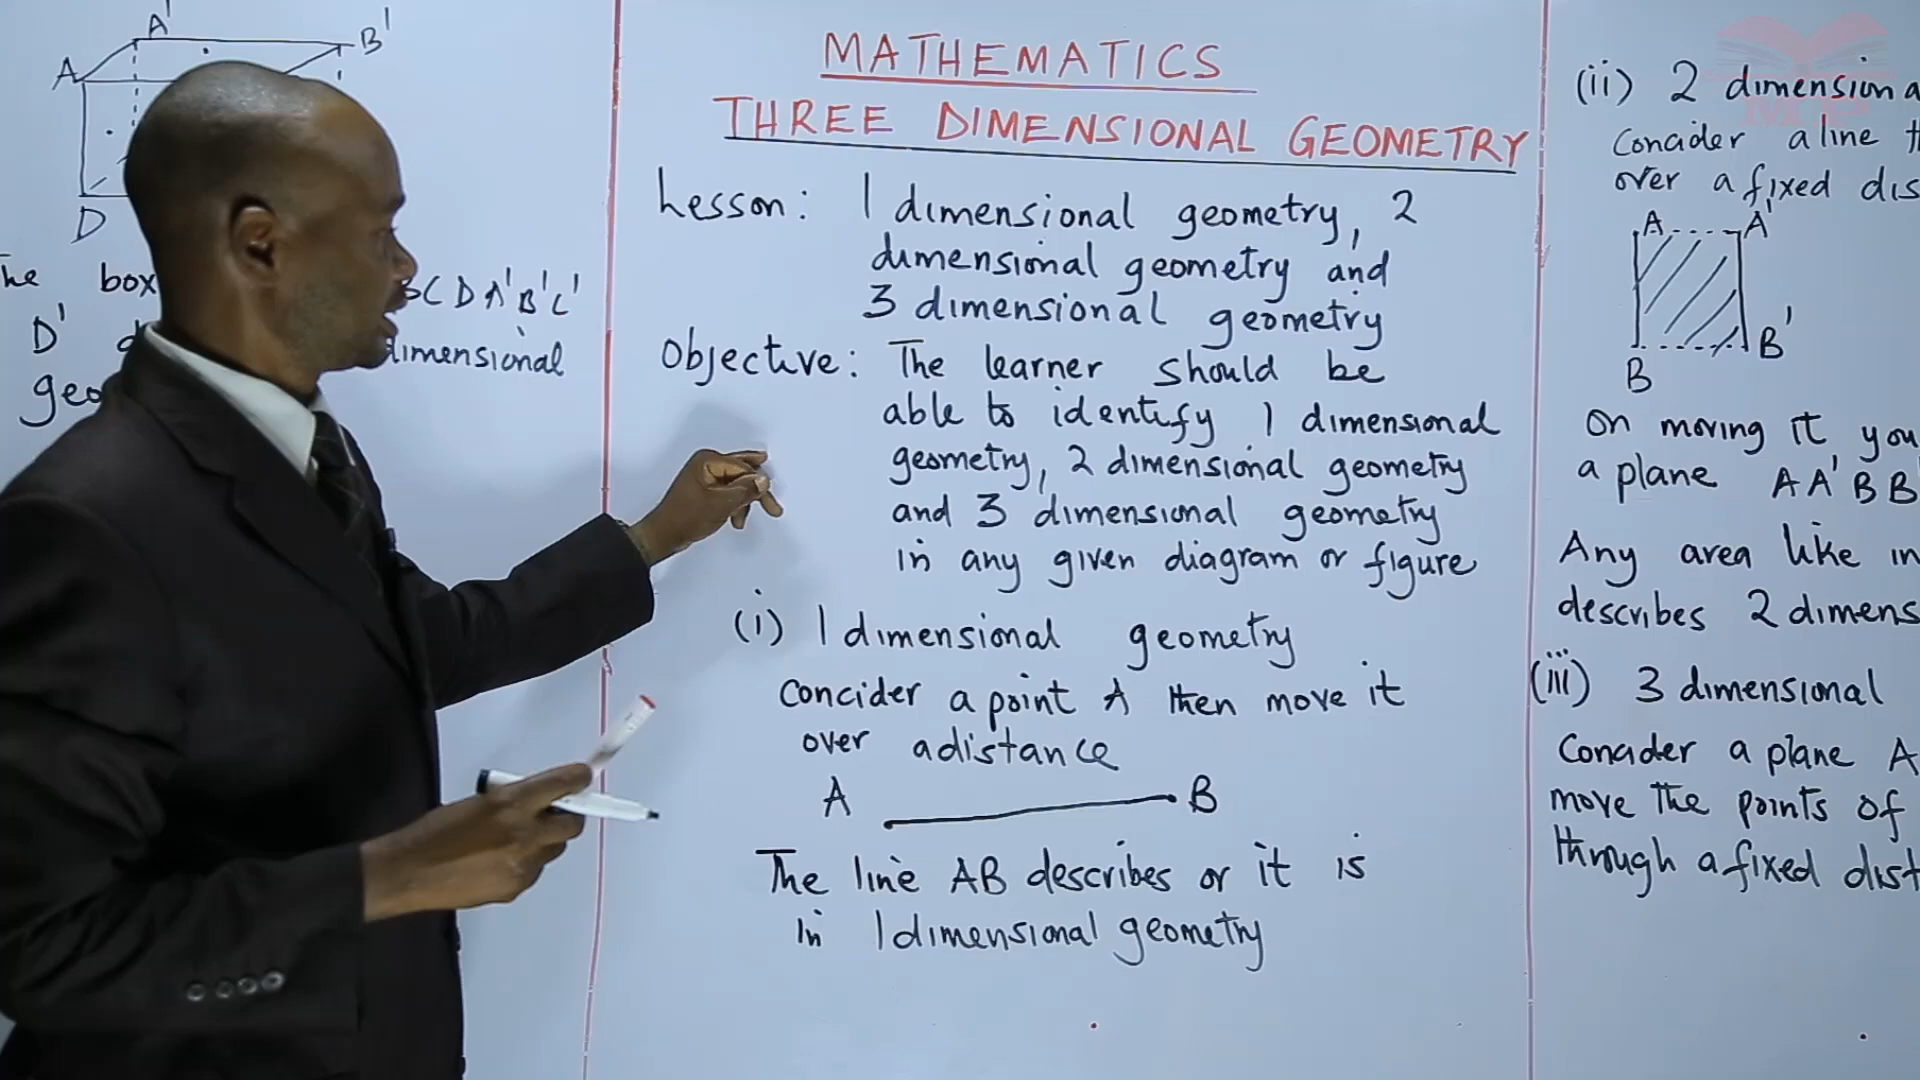 A'
B'
A
D
The box BCDA'B'C'
D' dimensional
geo
MATHEMATICS
THREE DIMENSIONAL GEOMETRY
Lesson: 1 dimensional geometry, 2
dimensional geometry and
3 dimensional geometry
Objective: The learner should be
able to identify 1 dimensional
geometry, 2 dimensional geometry
and 3 dimensional geometry
in any given diagram or figure
(i) 1 dimensional geometry
Concider a point A then move it
over a distance
A B
The line AB describes or it is
in 1 dimensional geometry
(ii) 2 dimensiona
Concider a line
over a fixed dis
A A'
B B'
On moving it you
a plane AA'BB'
Any area like in
describes 2 dimens
(iii) 3 dimensional
Concider a plane A
move the points of
through a fixed dist